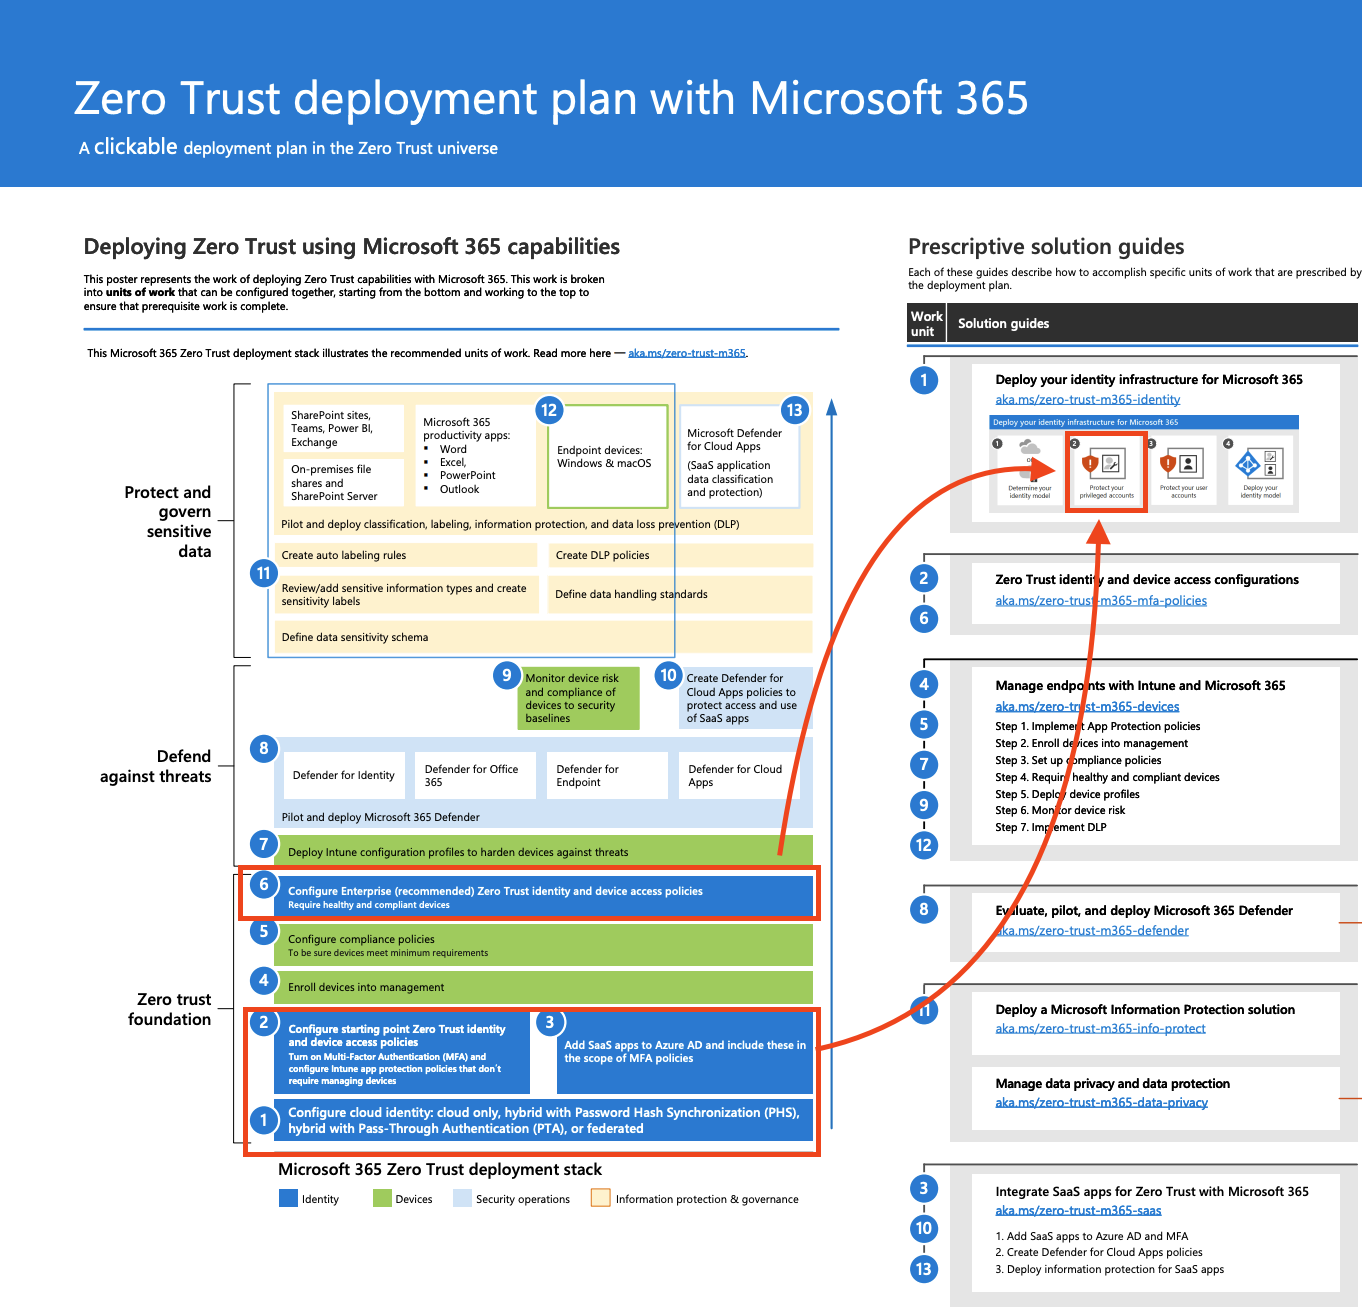 Zero Trust deployment plan with Microsoft 365
A clickable deployment plan in the Zero Trust universe
Deploying Zero Trust using Microsoft 365 capabilities
This poster represents the work of deploying Zero Trust capabilities with Microsoft 365. This work is broken
into units of work that can be configured together, starting from the bottom and working to the top to
ensure that prerequisite work is complete.
This Microsoft 365 Zero Trust deployment stack illustrates the recommended units of work. Read more here — aka.ms/zero-trust-m365.
Protect and
govern
sensitive
data
SharePoint sites,
Teams, Power BI,
Exchange
On-premises file
shares and
SharePoint Server
Microsoft 365
productivity apps:
▪ Word
▪ Excel,
▪ PowerPoint
▪ Outlook
12
Endpoint devices:
Windows & macOS
13
Microsoft Defender
for Cloud Apps
(SaaS application
data classification
and protection)
Pilot and deploy classification, labeling, information protection, and data loss prevention (DLP)
Create auto labeling rules
Create DLP policies
11
Review/add sensitive information types and create
sensitivity labels
Define data handling standards
Define data sensitivity schema
Defend
against threats
9
Monitor device risk
and compliance of
devices to security
baselines
10
Create Defender for
Cloud Apps policies to
protect access and use
of SaaS apps
8
Defender for Identity
Defender for Office
365
Defender for
Endpoint
Defender for Cloud
Apps
Pilot and deploy Microsoft 365 Defender
7
Deploy Intune configuration profiles to harden devices against threats
Zero trust
foundation
6
Configure Enterprise (recommended) Zero Trust identity and device access policies
Require healthy and compliant devices
5
Configure compliance policies
To be sure devices meet minimum requirements
4
Enroll devices into management
2
Configure starting point Zero Trust identity
and device access policies
Turn on Multi-Factor Authentication (MFA) and
configure Intune app protection policies that don't
require managing devices
3
Add SaaS apps to Azure AD and include these in
the scope of MFA policies
1
Configure cloud identity: cloud only, hybrid with Password Hash Synchronization (PHS),
hybrid with Pass-Through Authentication (PTA), or federated
Microsoft 365 Zero Trust deployment stack
Identity
Devices
Security operations
Information protection & governance
Prescriptive solution guides
Each of these guides describe how to accomplish specific units of work that are prescribed by
the deployment plan.
Work
unit
Solution guides
1
Deploy your identity infrastructure for Microsoft 365
aka.ms/zero-trust-m365-identity
Deploy your identity infrastructure for Microsoft 365
1
Determine your
identity model
2
Protect your
privileged accounts
3
Protect your user
accounts
4
Deploy your
identity model
2
6
Zero Trust identity and device access configurations
aka.ms/zero-trust-m365-mfa-policies
4
5
7
9
12
Manage endpoints with Intune and Microsoft 365
aka.ms/zero-trust-m365-devices
Step 1. Implement App Protection policies
Step 2. Enroll devices into management
Step 3. Set up compliance policies
Step 4. Require healthy and compliant devices
Step 5. Deploy device profiles
Step 6. Monitor device risk
Step 7. Implement DLP
8
Evaluate, pilot, and deploy Microsoft 365 Defender
aka.ms/zero-trust-m365-defender
11
Deploy a Microsoft Information Protection solution
aka.ms/zero-trust-m365-info-protect
Manage data privacy and data protection
aka.ms/zero-trust-m365-data-privacy
3
10
13
Integrate SaaS apps for Zero Trust with Microsoft 365
aka.ms/zero-trust-m365-saas
1. Add SaaS apps to Azure AD and MFA
2. Create Defender for Cloud Apps policies
3. Deploy information protection for SaaS apps